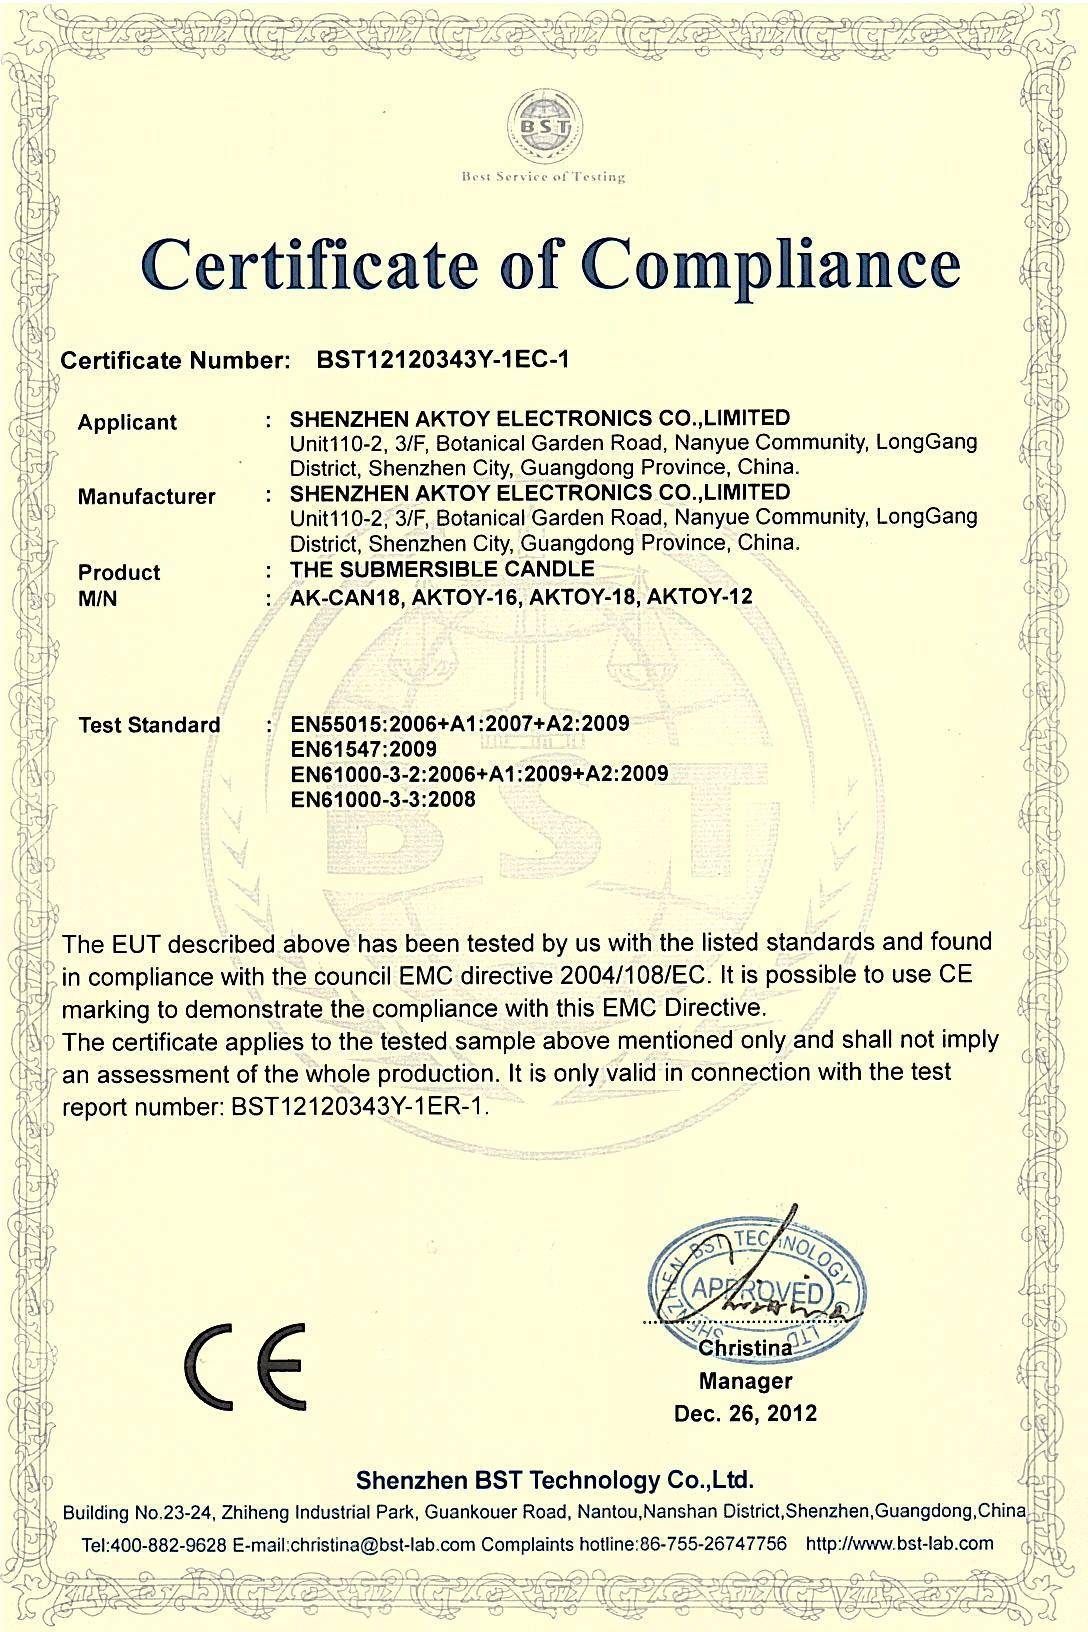 BST
Best Service of Testing
Certificate of Compliance
Certificate Number: BST12120343Y-1EC-1
Applicant : SHENZHEN AKTOY ELECTRONICS CO.,LIMITED
Unit110-2, 3/F, Botanical Garden Road, Nanyue Community, LongGang
District, Shenzhen City, Guangdong Province, China.
Manufacturer : SHENZHEN AKTOY ELECTRONICS CO.,LIMITED
Unit110-2, 3/F, Botanical Garden Road, Nanyue Community, LongGang
District, Shenzhen City, Guangdong Province, China.
Product : THE SUBMERSIBLE CANDLE
M/N : AK-CAN18, AKTOY-16, AKTOY-18, AKTOY-12
Test Standard : EN55015:2006+A1:2007+A2:2009
EN61547:2009
EN61000-3-2:2006+A1:2009+A2:2009
EN61000-3-3:2008
BST
The EUT described above has been tested by us with the listed standards and found
in compliance with the council EMC directive 2004/108/EC. It is possible to use CE
marking to demonstrate the compliance with this EMC Directive.
The certificate applies to the tested sample above mentioned only and shall not imply
an assessment of the whole production. It is only valid in connection with the test
report number: BST12120343Y-1ER-1.
SHENZHEN BST TECHNOLOGY CO. LTD
APPROVED
Christina
CE
Christina
Manager
Dec. 26, 2012
Shenzhen BST Technology Co.,Ltd.
Building No.23-24, Zhiheng Industrial Park, Guankouer Road, Nantou,Nanshan District,Shenzhen,Guangdong,China
Tel:400-882-9628 E-mail:christina@bst-lab.com Complaints hotline:86-755-26747756 http://www.bst-lab.com